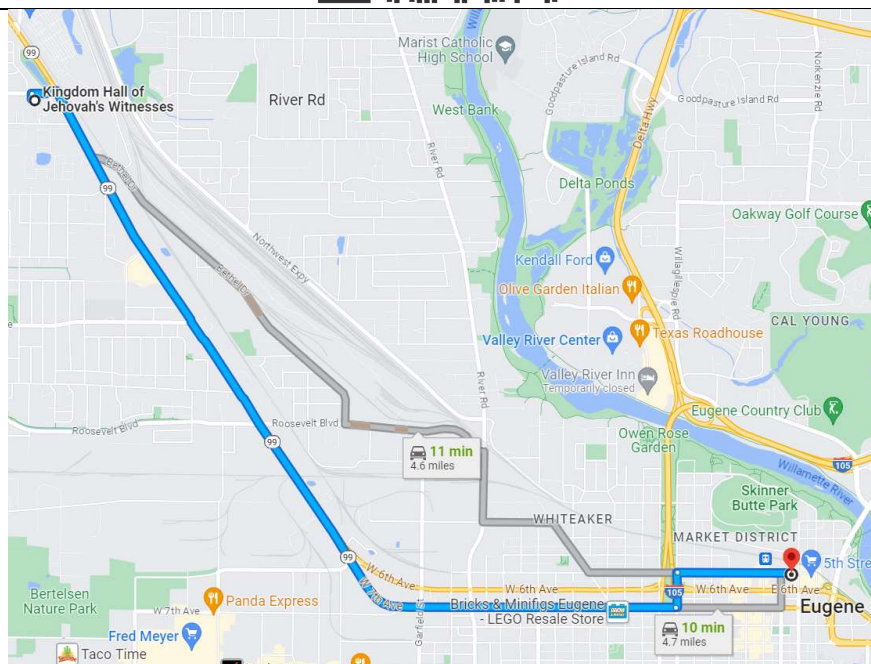 99
Marist Catholic
High School
Goodpasture Island Rd
Norkenzie Rd
Kingdom Hall of
Jehovah's Witnesses
River Rd
West Bank
River Rd
Delta Hwy
Goodpasture Island Rd
Bethel Dr
99
Delta Ponds
Oakway Golf Course
Northwest Expy
Kendall Ford
Willagillespie Rd
Bethel Dr
Olive Garden Italian
CAL YOUNG
Valley River Center
Texas Roadhouse
Valley River Inn
Temporarily closed
River Rd
Eugene Country Club
Roosevelt Blvd
Roosevelt Blvd
99
11 min
4.6 miles
Owen Rose
Garden
105
Willamette River
Skinner
Butte Park
WHITEAKER
MARKET DISTRICT
99
W 6th Ave
5th Stre
W 7th Ave
W 6th Ave
105
W 6th Ave
E 6th Ave
Bertelsen
Nature Park
W 7th Ave
Panda Express
Garfield St
Bricks & Minifigs Eugene
- LEGO Resale Store
Eugene
10 min
4.7 miles
Fred Meyer
Taco Time